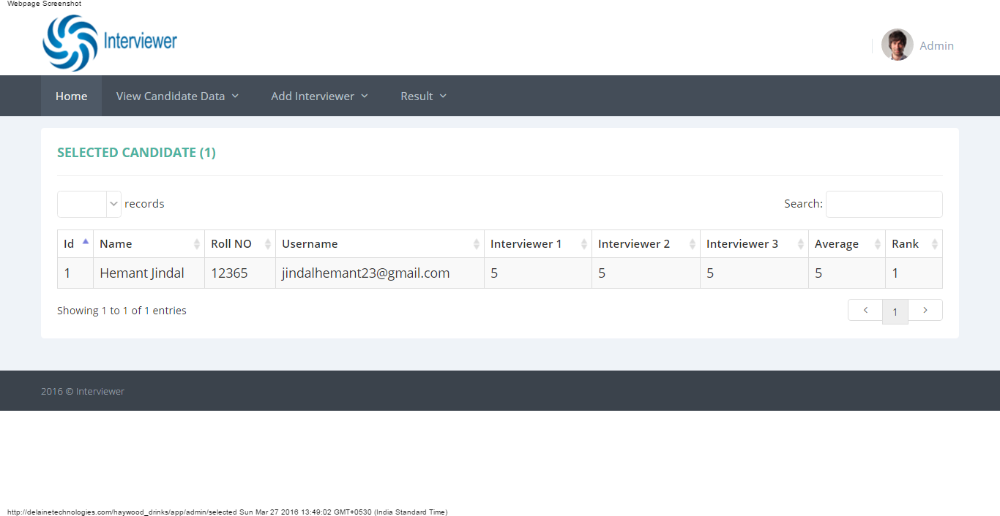 Webpage Screenshot
Interviewer
Admin
Home View Candidate Data Add Interviewer Result
SELECTED CANDIDATE (1)
records Search:
Id Name Roll NO Username Interviewer 1 Interviewer 2 Interviewer 3 Average Rank
1 Hemant Jindal 12365 jindalhemant23@gmail.com 5 5 5 5 1
Showing 1 to 1 of 1 entries 1
2016 © Interviewer
http://delainetechnologies.com/haywood_drinks/app/admin/selected Sun Mar 27 2016 13:49:02 GMT+0530 (India Standard Time)